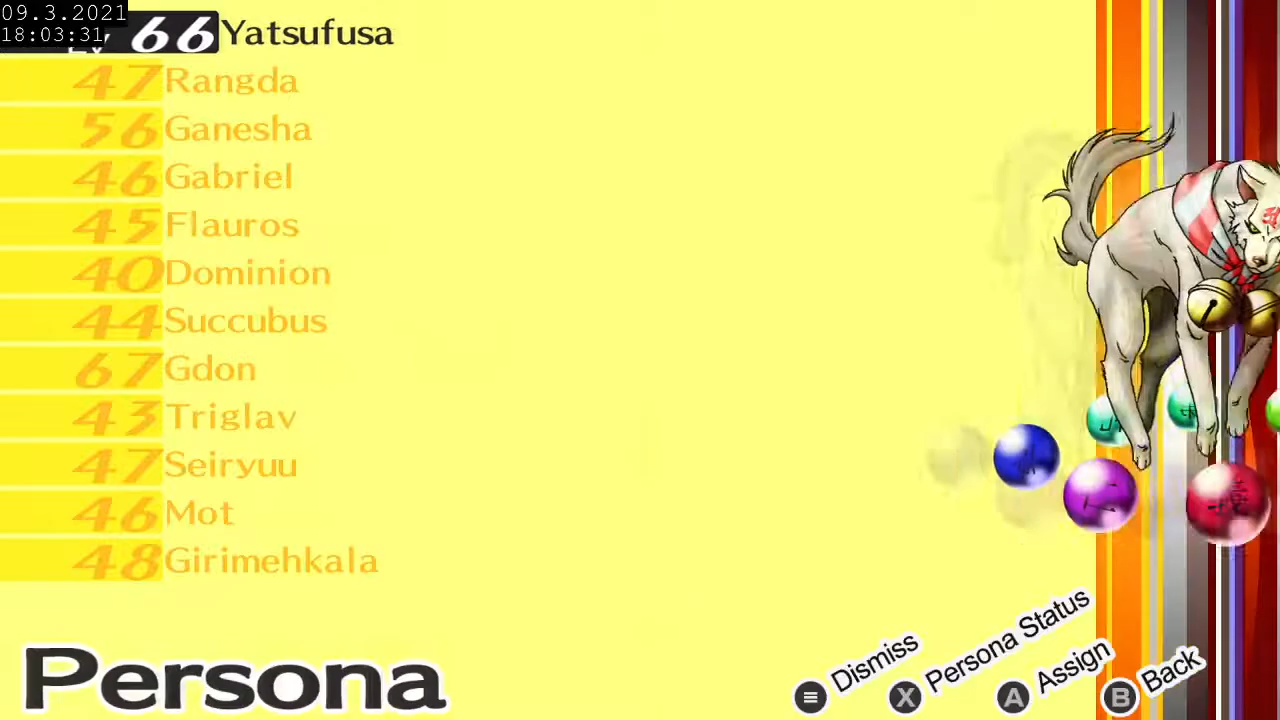 09.3.2021
18:03:31
Lv 66 Yatsufusa
47 Rangda
56 Ganesha
46 Gabriel
45 Flauros
40 Dominion
44 Succubus
67 Gdon
43 Triglav
47 Seiryuu
46 Mot
48 Girimehkala
Persona
Dismiss
X Persona Status
A Assign
B Back